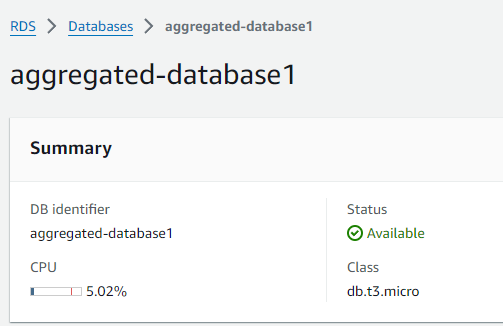 RDS > Databases > aggregated-database1
aggregated-database1
Summary
DB identifier
aggregated-database1
Status
Available
CPU
5.02%
Class
db.t3.micro